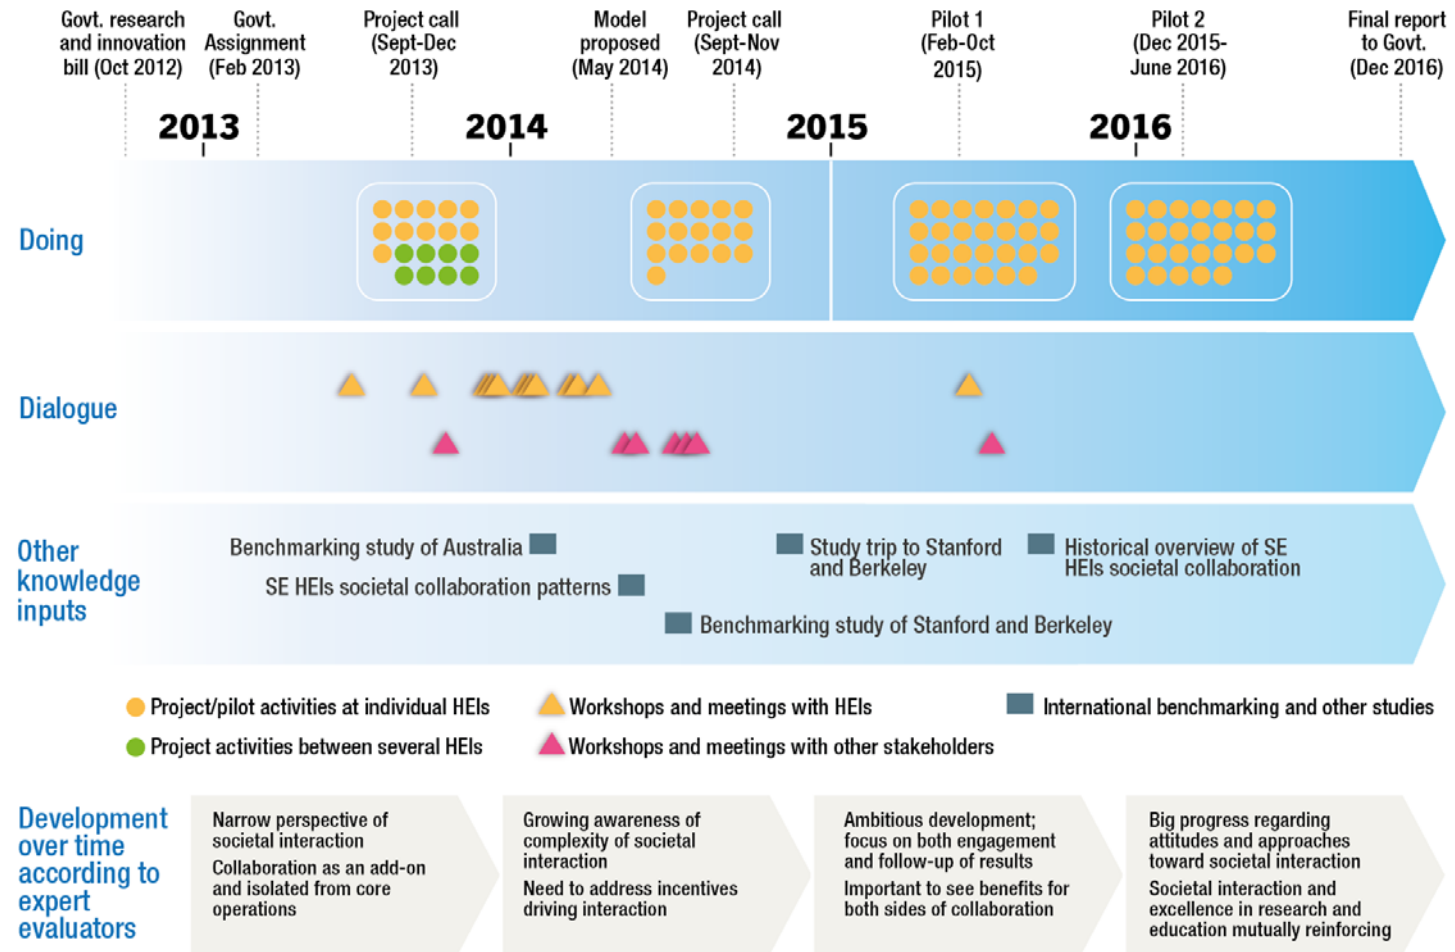 Govt. research
and innovation
bill (Oct 2012)
Govt.
Assignment
(Feb 2013)
Project call
(Sept-Dec
2013)
Model
proposed
(May 2014)
Project call
(Sept-Nov
2014)
Pilot 1
(Feb-Oct
2015)
Pilot 2
(Dec 2015-
June 2016)
Final report
to Govt.
(Dec 2016)
2013
2014
2015
2016
Doing
Dialogue
Other
knowledge
inputs
Benchmarking study of Australia
SE HEIs societal collaboration patterns
Benchmarking study of Stanford and Berkeley
Study trip to Stanford
and Berkeley
Historical overview of SE
HEIs societal collaboration
Project/pilot activities at individual HEIs
Project activities between several HEIs
Workshops and meetings with HEIs
Workshops and meetings with other stakeholders
International benchmarking and other studies
Development
over time
according to
expert
evaluators
Narrow perspective of
societal interaction
Collaboration as an add-on
and isolated from core
operations
Growing awareness of
complexity of societal
interaction
Need to address incentives
driving interaction
Ambitious development;
focus on both engagement
and follow-up of results
Important to see benefits for
both sides of collaboration
Big progress regarding
attitudes and approaches
toward societal interaction
Societal interaction and
excellence in research and
education mutually reinforcing